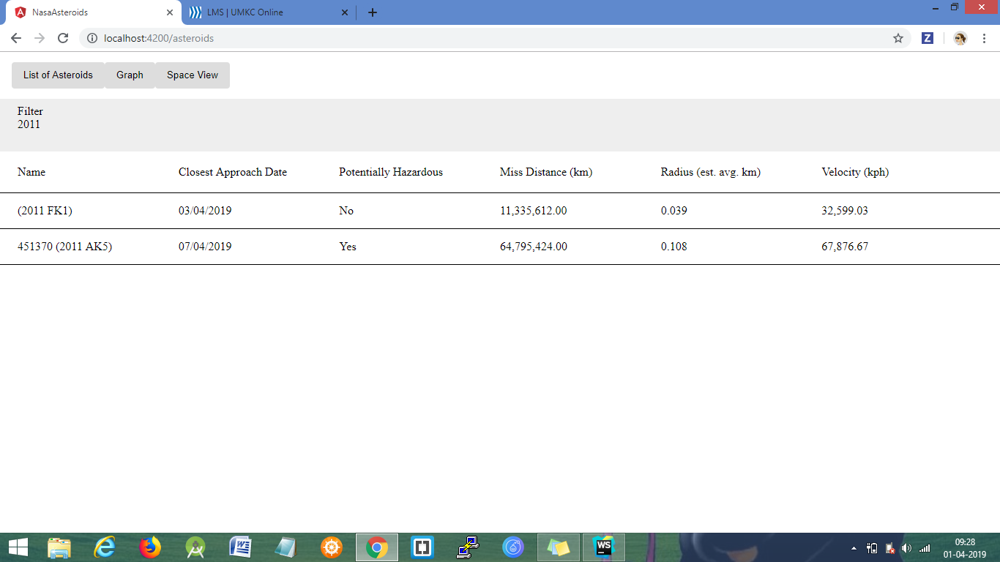 NasaAsteroids
LMS | UMKC Online
localhost:4200/asteroids
Z
List of Asteroids Graph Space View
Filter
2011
Name Closest Approach Date Potentially Hazardous Miss Distance (km) Radius (est. avg. km) Velocity (kph)
(2011 FK1) 03/04/2019 No 11,335,612.00 0.039 32,599.03
451370 (2011 AK5) 07/04/2019 Yes 64,795,424.00 0.108 67,876.67
WS
09:28
01-04-2019